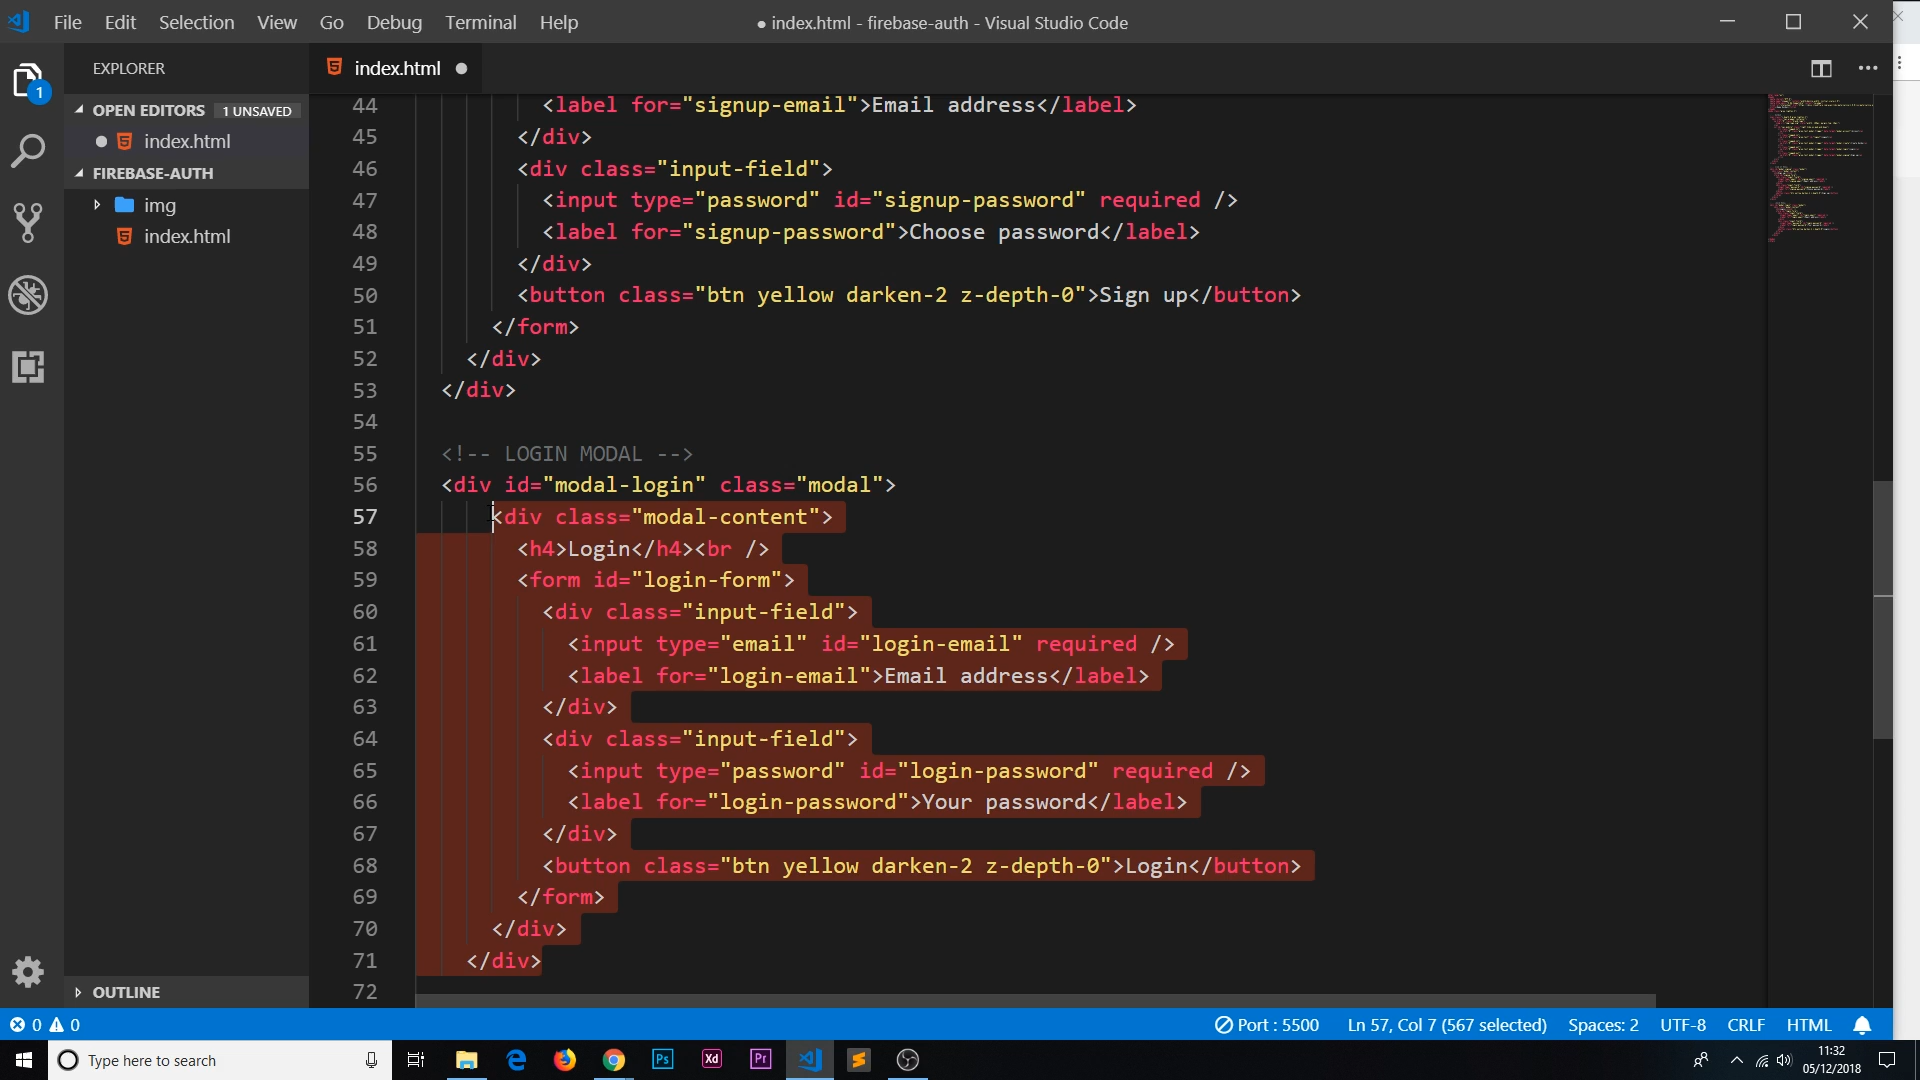 File Edit Selection View Go Debug Terminal Help
● index.html - firebase-auth - Visual Studio Code
EXPLORER
OPEN EDITORS 1 UNSAVED
● index.html
FIREBASE-AUTH
img
index.html
OUTLINE
1
index.html ●
44 <label for="signup-email">Email address</label>
45 </div>
46 <div class="input-field">
47 <input type="password" id="signup-password" required />
48 <label for="signup-password">Choose password</label>
49 </div>
50 <button class="btn yellow darken-2 z-depth-0">Sign up</button>
51 </form>
52 </div>
53 </div>
54
55 <!-- LOGIN MODAL -->
56 <div id="modal-login" class="modal">
57 <div class="modal-content">
58 <h4>Login</h4><br />
59 <form id="login-form">
60 <div class="input-field">
61 <input type="email" id="login-email" required />
62 <label for="login-email">Email address</label>
63 </div>
64 <div class="input-field">
65 <input type="password" id="login-password" required />
66 <label for="login-password">Your password</label>
67 </div>
68 <button class="btn yellow darken-2 z-depth-0">Login</button>
69 </form>
70 </div>
71 </div>
72
0 0 Port : 5500 Ln 57, Col 7 (567 selected) Spaces: 2 UTF-8 CRLF HTML
Type here to search
Ps Xd Pr
11:32
05/12/2018